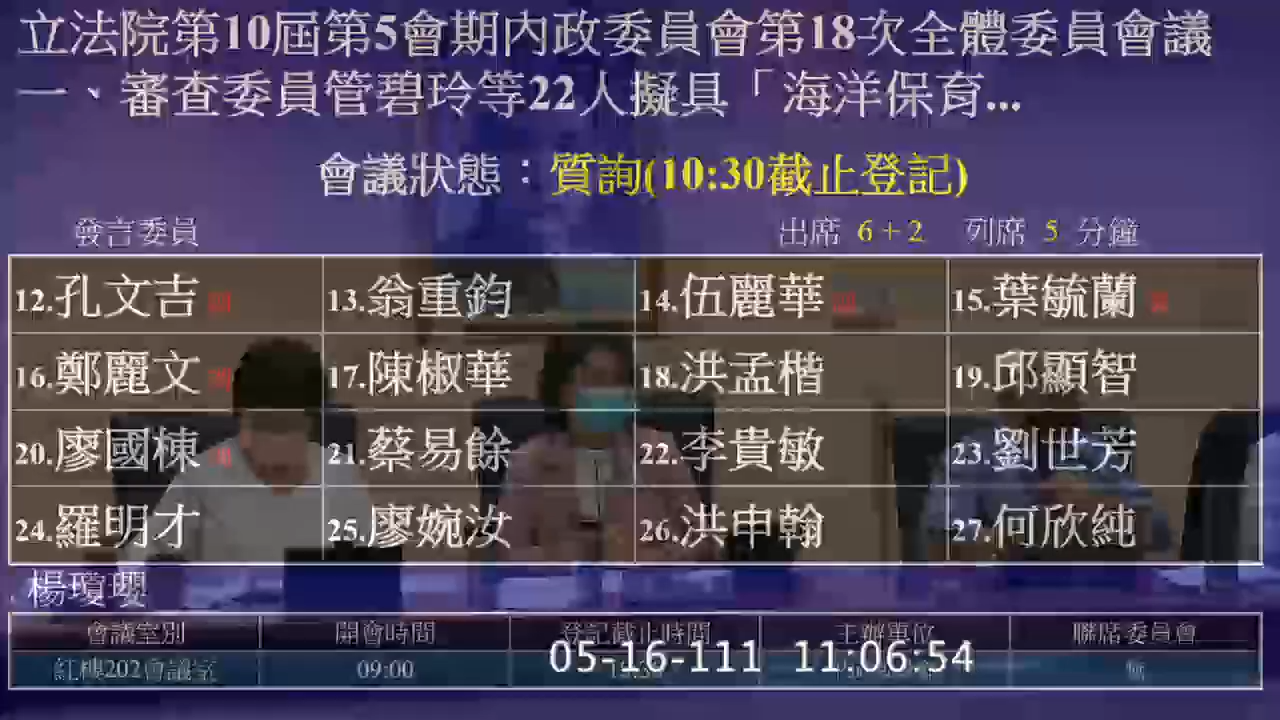 立法院第10屆第5會期內政委員會第18次全體委員會議
一、審查委員管碧玲等22人擬具「海洋保育...
會議狀態：質詢(10:30截止登記)
發言委員 出席 6+2 列席 5 分鐘
12.孔文吉 13.翁重鈞 14.伍麗華 15.葉毓蘭
16.鄭麗文 17.陳椒華 18.洪孟楷 19.邱顯智
20.廖國棟 21.蔡易餘 22.李貴敏 23.劉世芳
24.羅明才 25.廖婉汝 26.洪申翰 27.何欣純
楊瓊瓔
會議室別 開會時間 登記截止時間 主辦單位 聯席委員會
紅樓202會議室 09:00
05-16-111 11:06:54